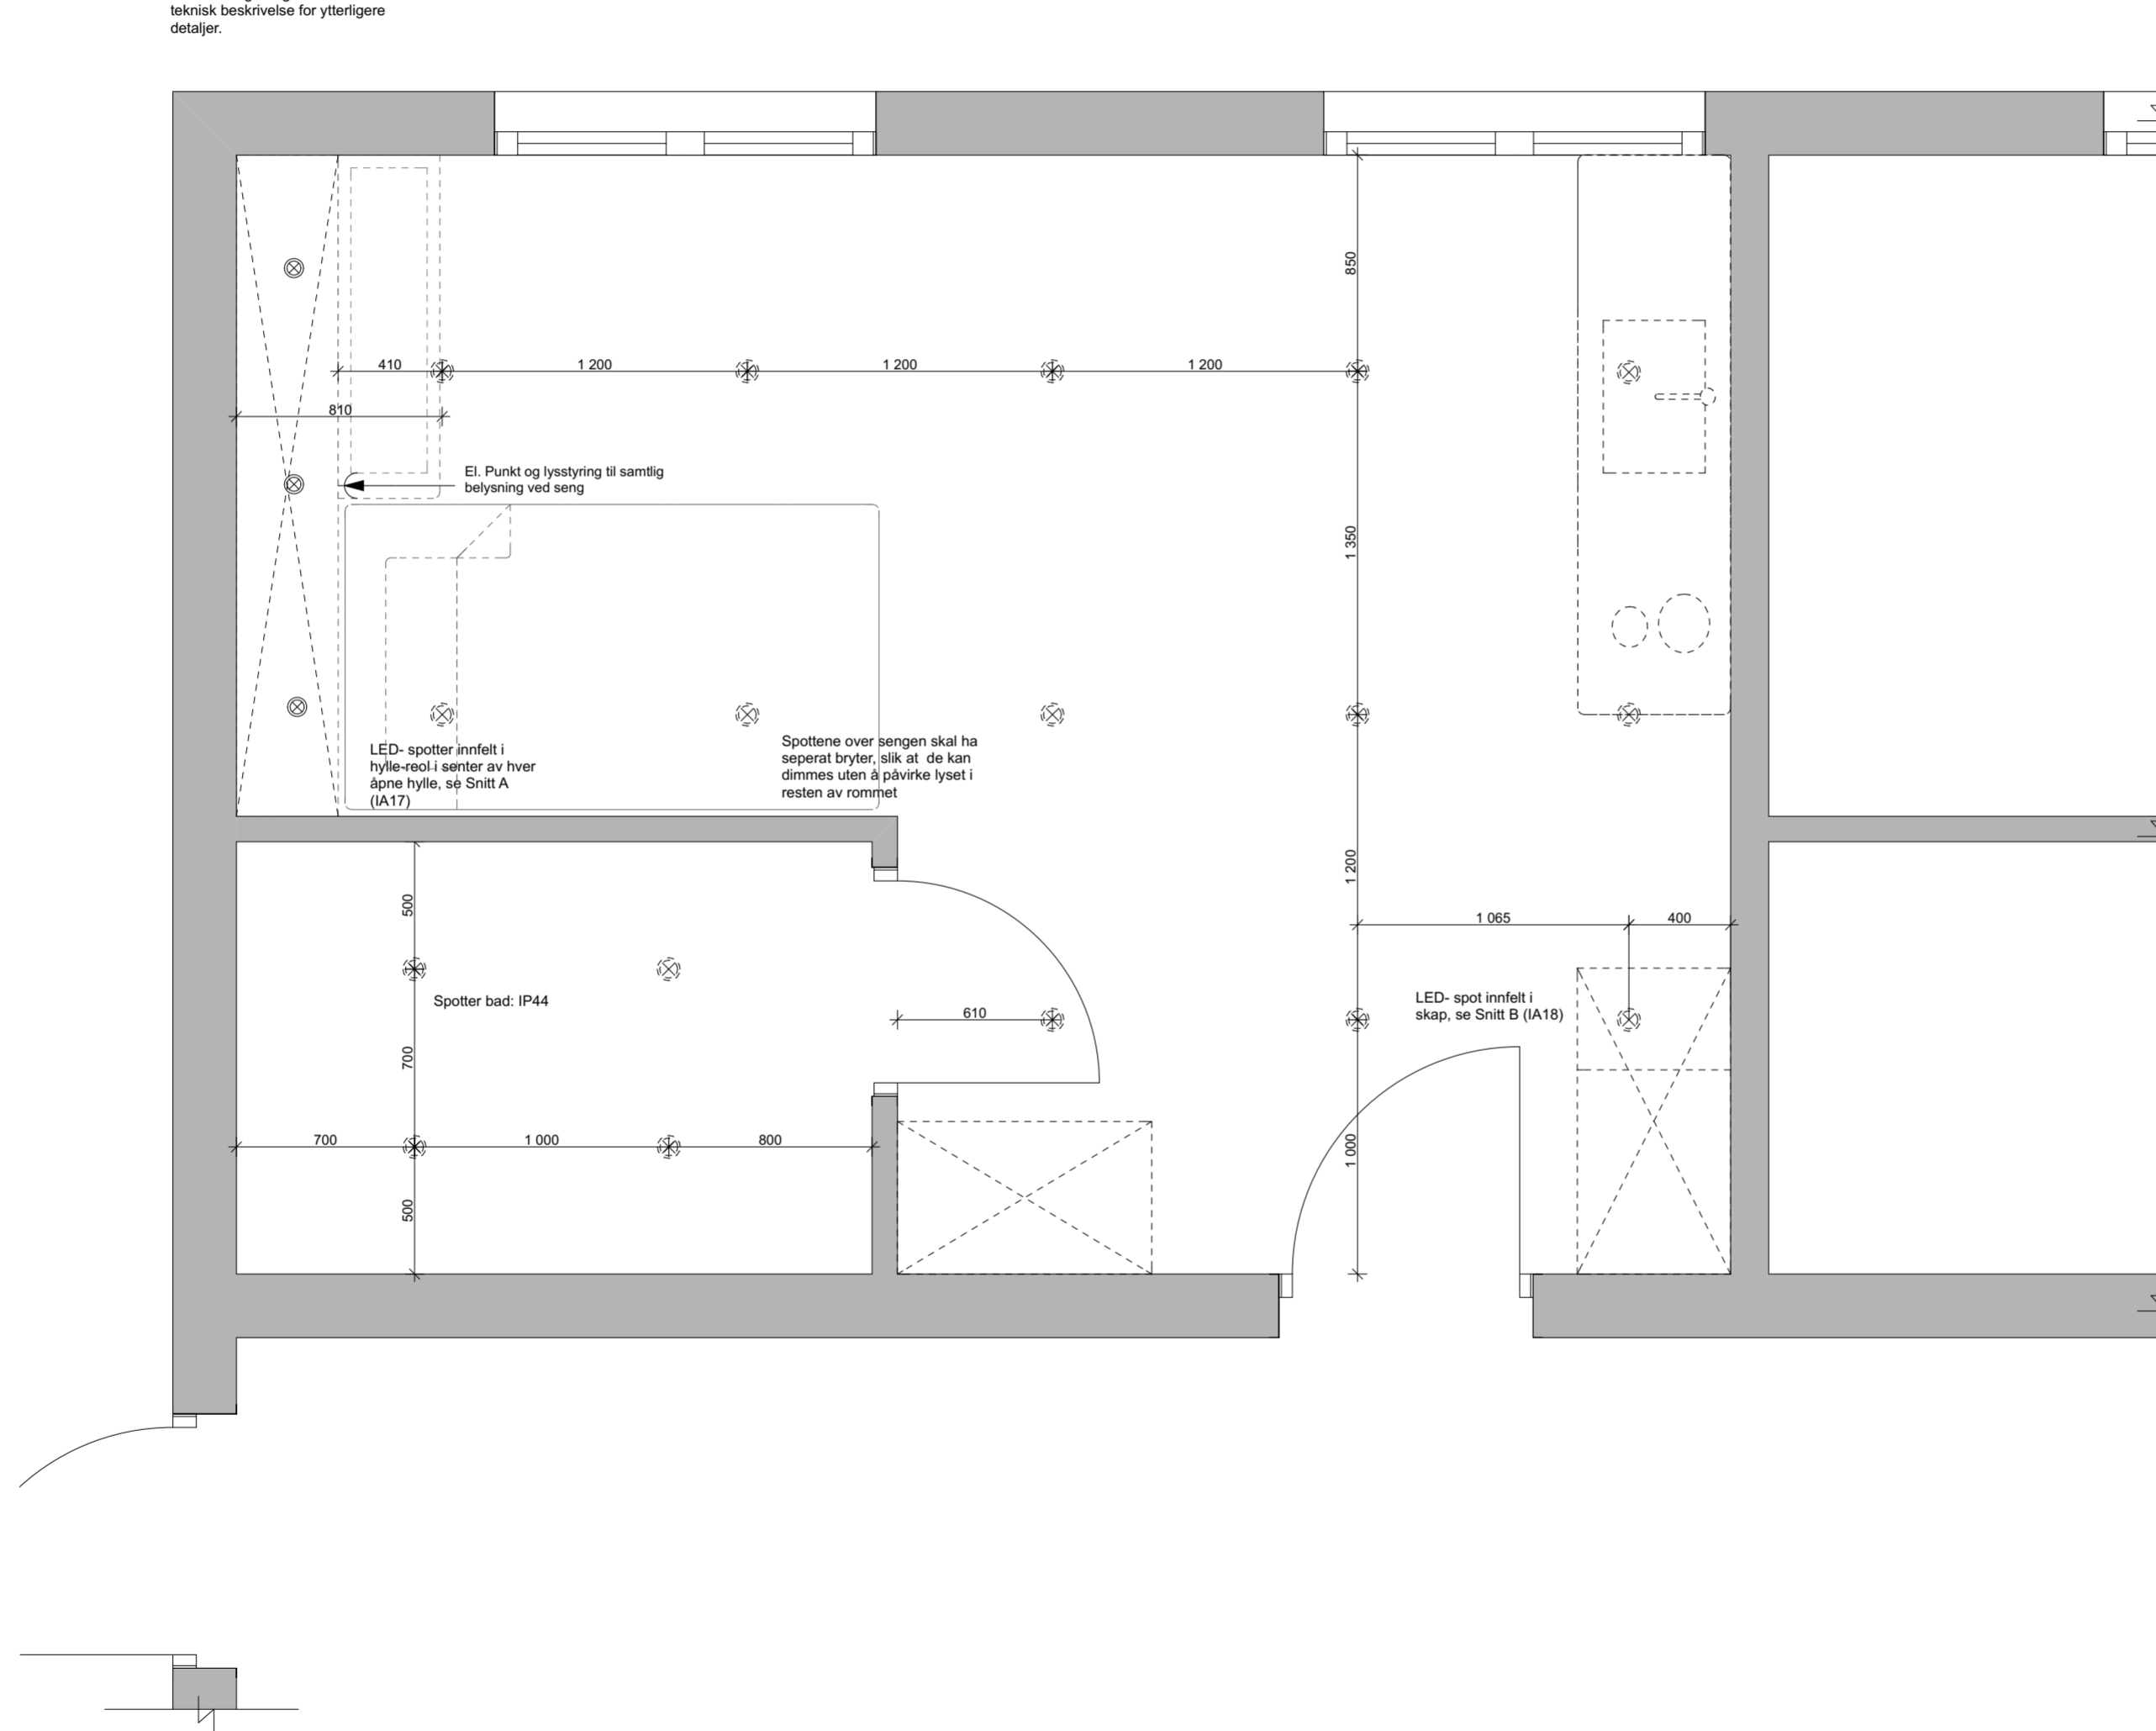 teknisk beskrivelse for ytterligere
detaljer.
850
410
1 200
1 200
1 200
810
El. Punkt og lysstyring til samtlig
belysning ved seng
1 350
LED- spotter innfelt i
hylle-reol i senter av hver
åpne hylle, se Snitt A
(IA17)
Spottene over sengen skal ha
seperat bryter, slik at  de kan
dimmes uten å påvirke lyset i
resten av rommet
500
1 200
1 065
400
Spotter bad: IP44
610
LED- spot innfelt i
skap, se Snitt B (IA18)
700
700
1 000
800
1 000
500